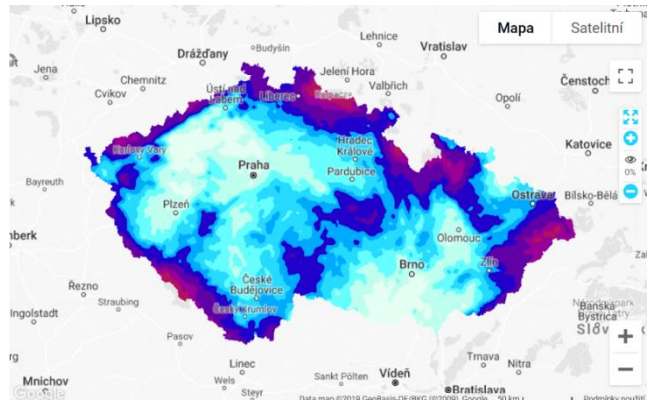 Lipsko
Mapa
Satelitní
Lehnice
Drážďany
Budyšín
Vratislav
Jena
Chemnitz
Jelení Hora
Čenstoch
Cvikov
Ústí nad
Labem
Liberec
Karpacz
Valbřich
Opolí
0%
Karlovy Vary
Hradec
Králové
Katovice
Praha
Pardubice
Bayreuth
Plzeň
Ostrava
Bílsko-Bělá
Olomouc
Brno
Zlín
Řezno
České
Budějovice
Straubing
Český Krumlov
Banská
Bystrica
Ingolstadt
Pasov
Linec
Trnava
Nitra
Mnichov
Wels
Steyr
Sankt Pölten
Vídeň
Bratislava
Google
Map data ©2019 GeoBasis-DE/BKG (©2009), Google
50 km
Podmínky použití